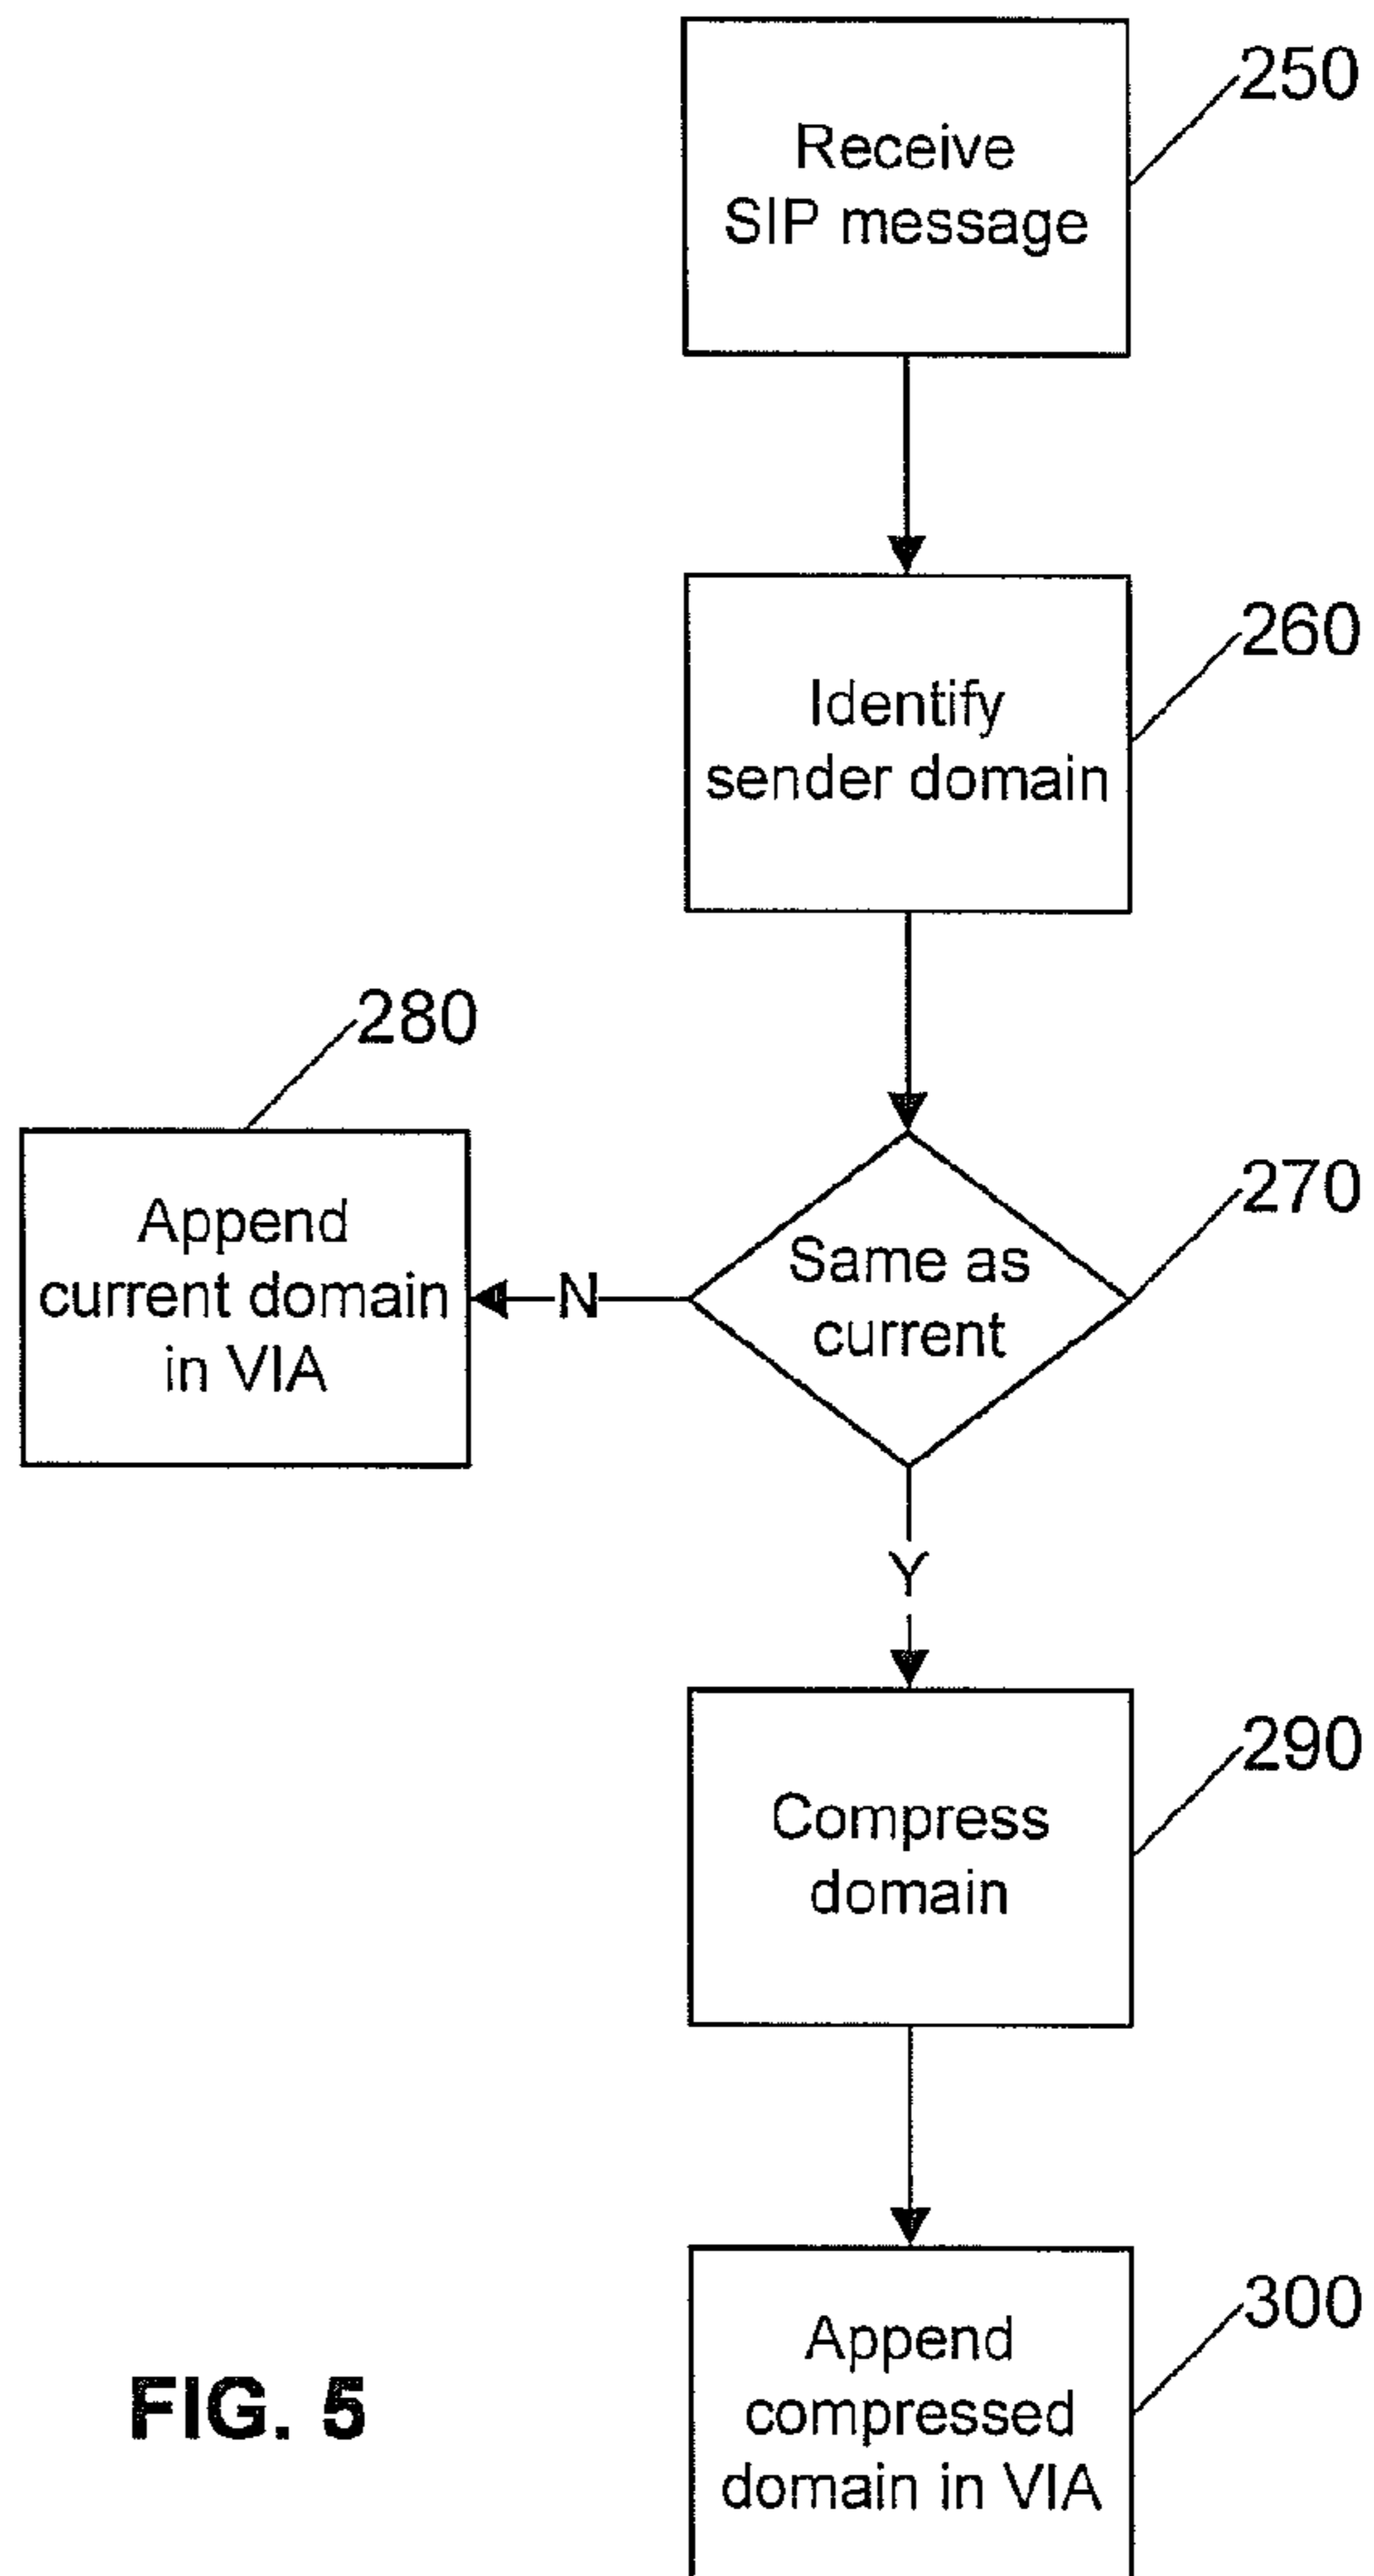 250
Receive
SIP message
260
Identify
sender domain
280
Append
current domain
in VIA
N
270
Same as
current
Y
290
Compress
domain
300
Append
compressed
domain in VIA
FIG. 5